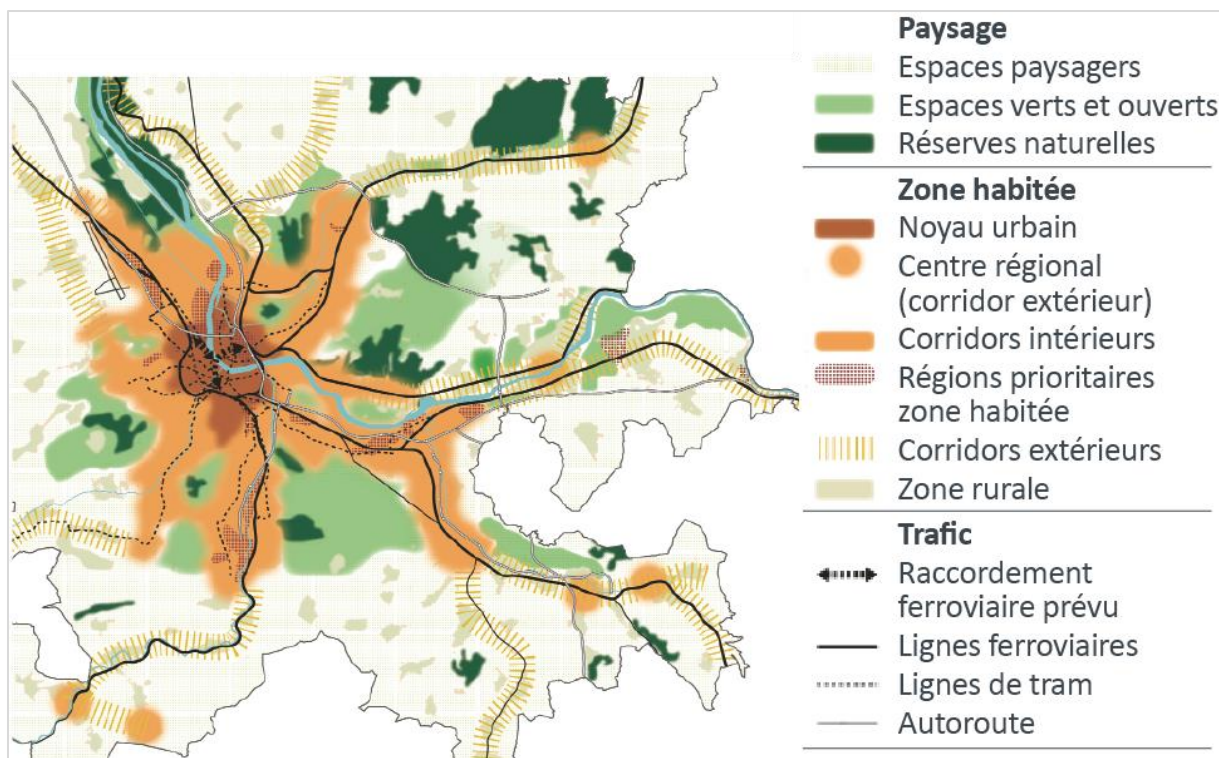 Paysage
Espaces paysagers
Espaces verts et ouverts
Réserves naturelles
Zone habitée
Noyau urbain
Centre régional
(corridor extérieur)
Corridors intérieurs
Régions prioritaires
zone habitée
Corridors extérieurs
Zone rurale
Trafic
Raccordement
ferroviaire prévu
Lignes ferroviaires
Lignes de tram
Autoroute